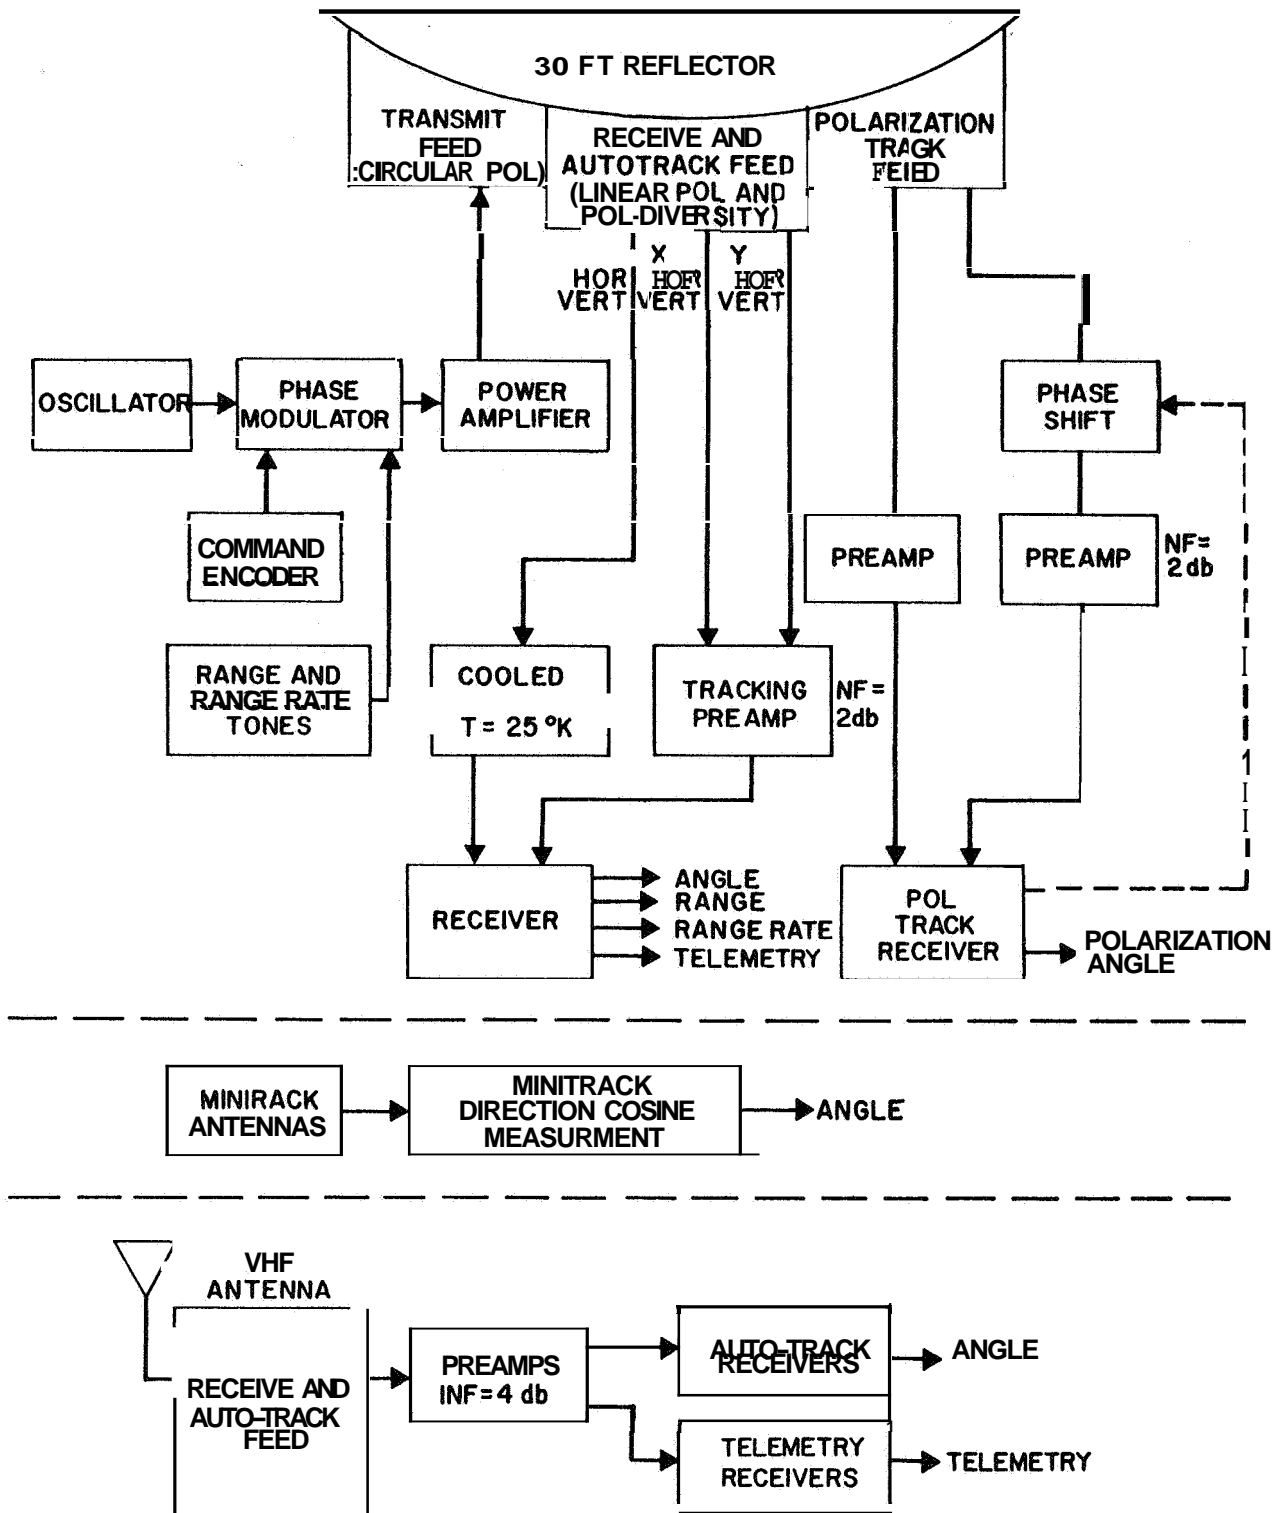 30 FT REFLECTOR
TRANSMIT
FEED
:CIRCULAR POL)
RECEIVE AND
AUTOTRACK FEED
(LINEAR POL AND
POL-DIVERSITY)
POLARIZATION
TRAGK
FEIED
X
Y
HOR
HOFR
HOFR
VERT
VERT
VERT
OSCILLATOR
PHASE
MODULATOR
POWER
AMPLIFIER
PHASE
SHIFT
COMMAND
ENCODER
PREAMP
PREAMP
NF=
2db
RANGE AND
RANGE RATE
TONES
COOLED
T = 25 °K
TRACKING
PREAMP
NF=
2db
RECEIVER
ANGLE
RANGE
RANGE RATE
TELEMETRY
POL
TRACK
RECEIVER
POLARIZATION
ANGLE
MINIRACK
ANTENNAS
MINITRACK
DIRECTION COSINE
MEASURMENT
ANGLE
VHF
ANTENNA
RECEIVE AND
AUTO-TRACK
FEED
PREAMPS
INF=4 db
AUTO-TRACK
RECEIVERS
ANGLE
TELEMETRY
RECEIVERS
TELEMETRY